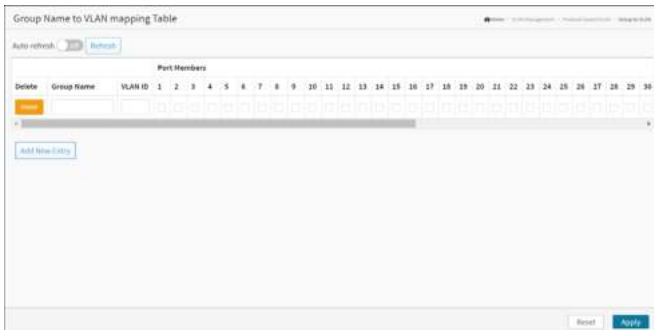 Group Name to VLAN mapping Table
Home
Auto-refresh off Refresh
Port Members
Delete Group Name VLAN ID 1 2 3 4 5 6 7 8 9 10 11 12 13 14 15 16 17 18 19 20 21 22 23 24 25 26 27 28 29 30
Add New Entry
Reset Apply